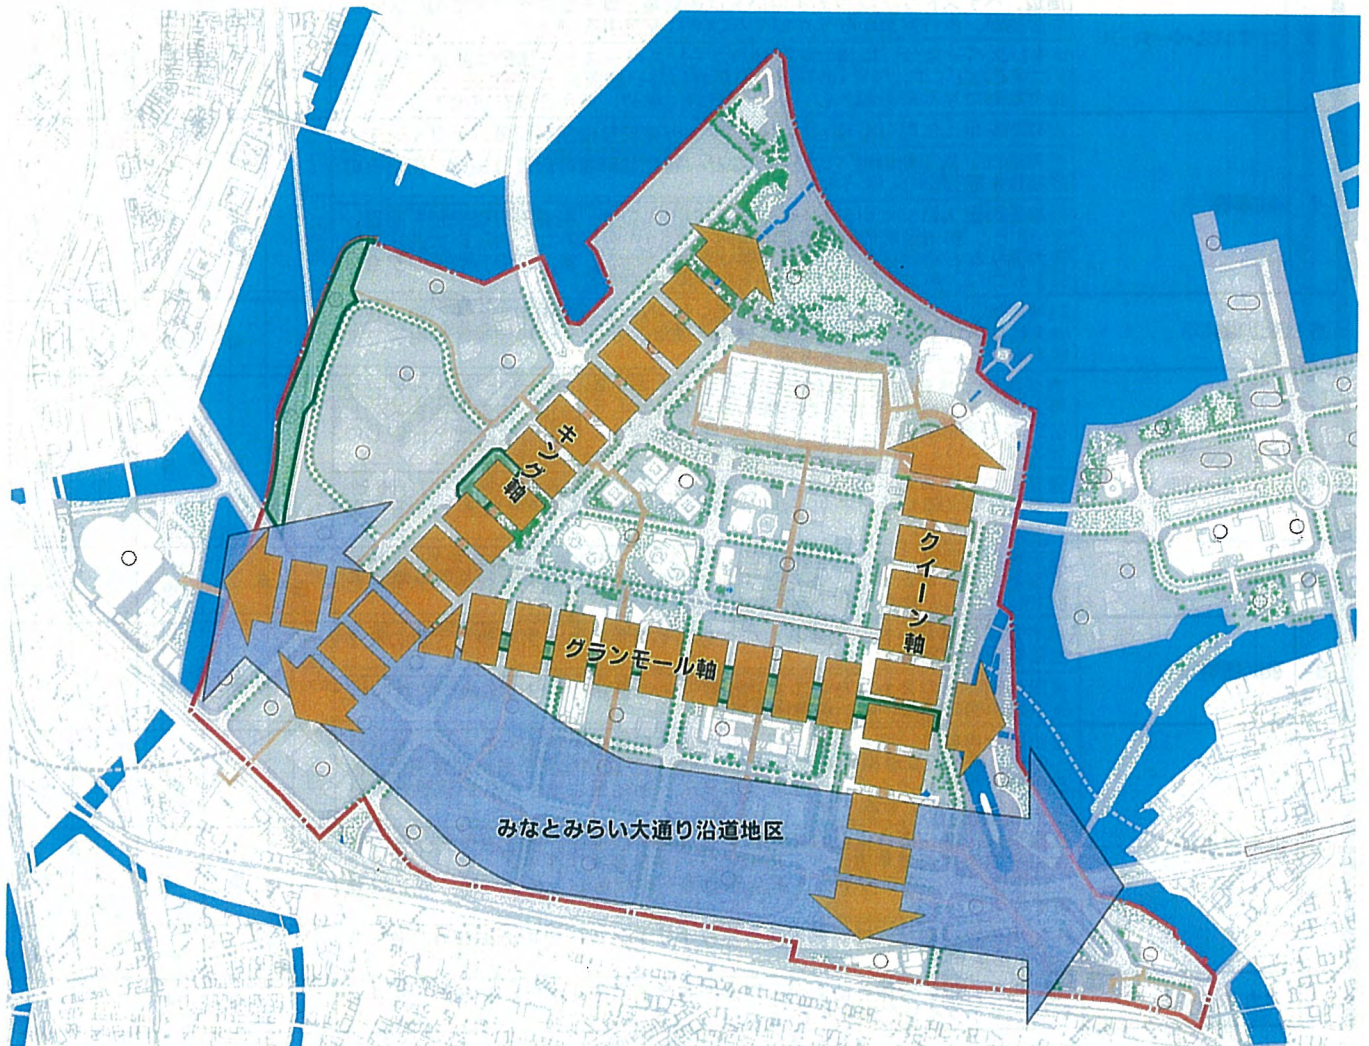 キング軸
クイーン軸
グランモール軸
みなとみらい大通り沿道地区